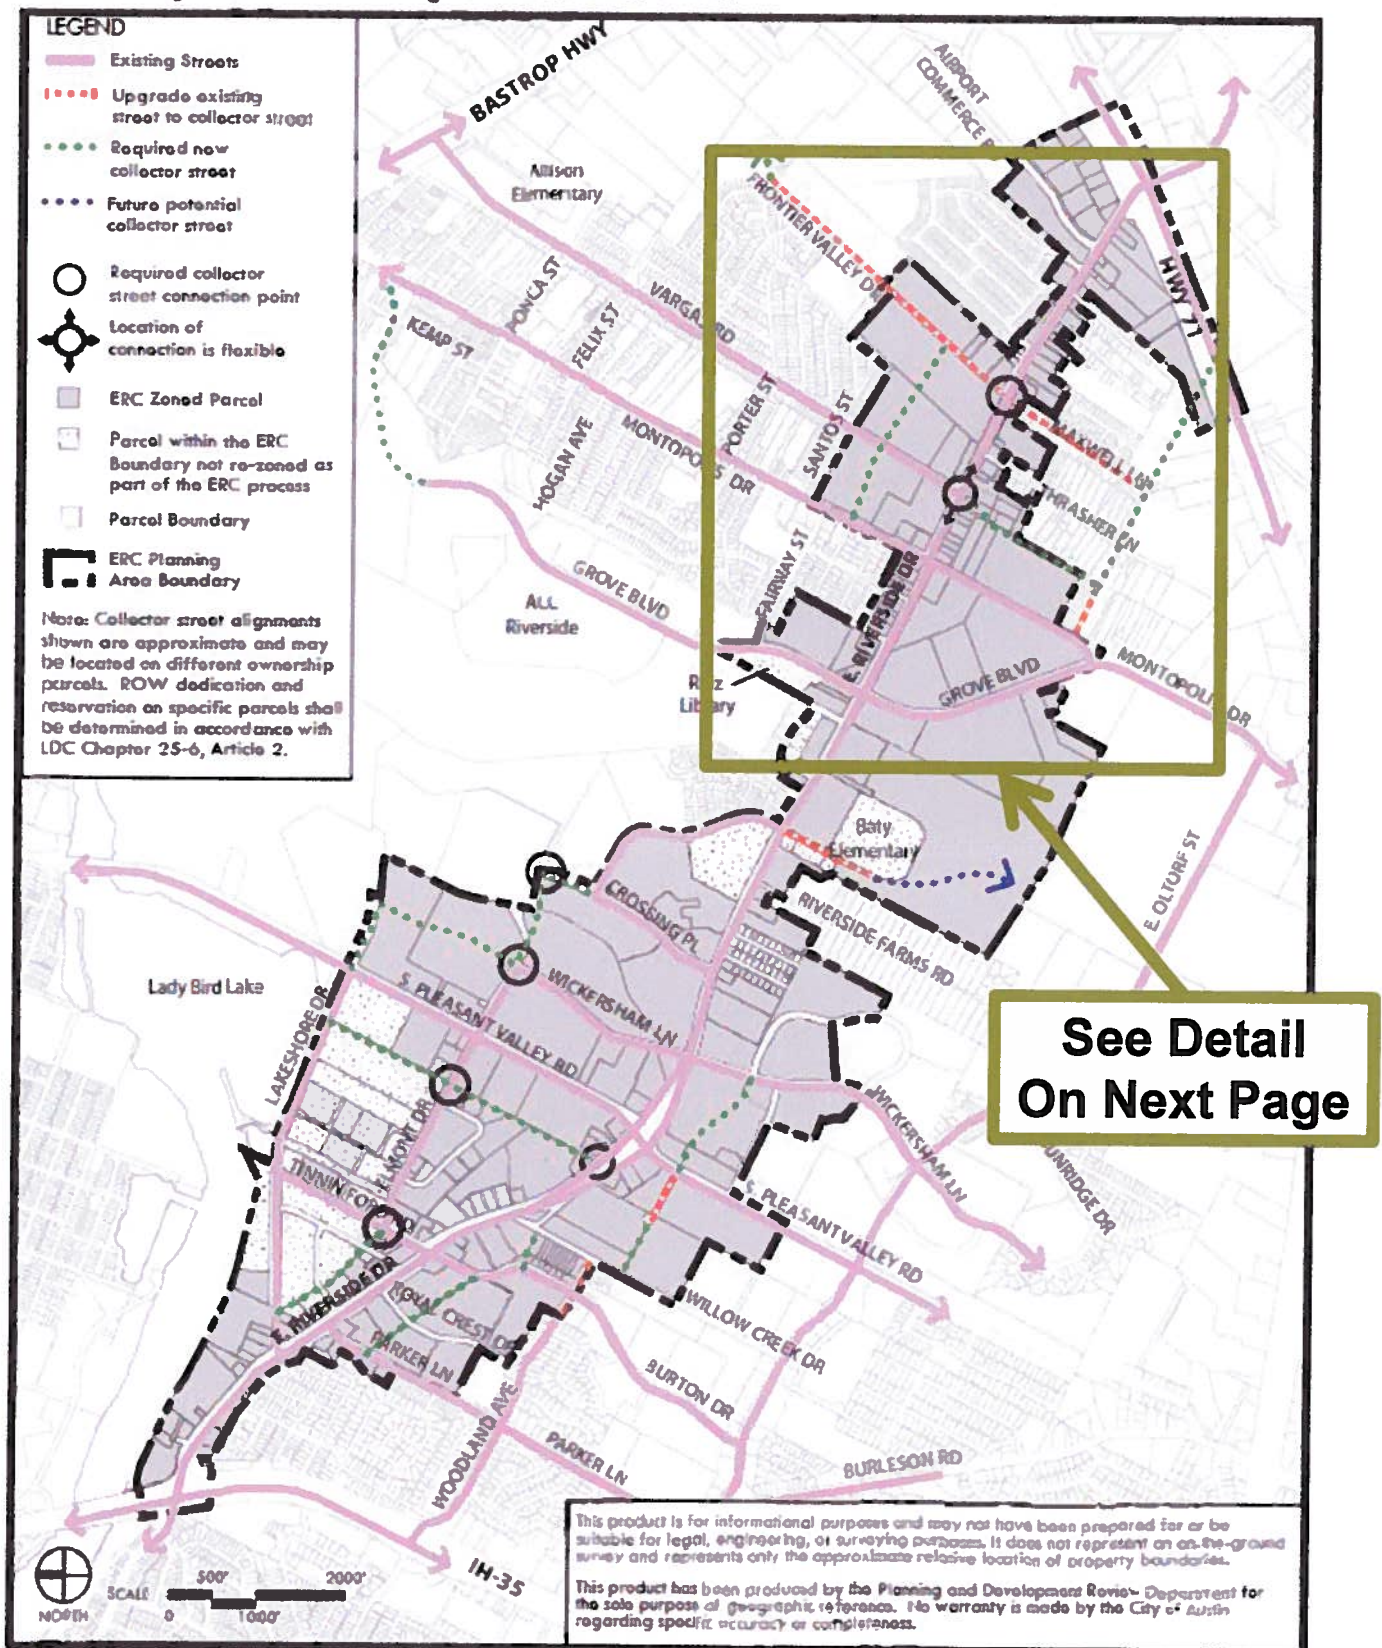 LEGEND
Existing Streets
Upgrade existing
street to collector street
Required new
collector street
Future potential
collector street
Required collector
street connection point
Location of
connection is flexible
ERC Zoned Parcel
Parcel within the ERC
Boundary not re-zoned as
part of the ERC process
Parcel Boundary
ERC Planning
Area Boundary
Note: Collector street alignments
shown are approximate and may
be located on different ownership
parcels. ROW dedication and
reservation on specific parcels shall
be determined in accordance with
LDC Chapter 25-6, Article 2.
BASTROP HWY
AIRPORT
COMMERCE
Allison
Elementary
FRONTIER VALLEY DR
HWY 71
PONCA ST
VARGAS RD
FELIX ST
KEMP ST
PORTER ST
SANTOS ST
MONTOPOLIS DR
HOGAN AVE
MAXWELL LN
THRASHER LN
FAIRWAY ST
GROVE BLVD
ALL
Riverside
E. RIVERSIDE DR
Ruiz
Library
GROVE BLVD
MONTOPOLIS DR
Baty
Elementary
E. OLTORF ST
CROSSING PL
RIVERSIDE FARMS RD
Lady Bird Lake
LAKESHORE DR
S. PLEASANT VALLEY RD
WICKERSHAM LN
See Detail
On Next Page
ELMONT DR
WICKERSHAM LN
UNRIDGE DR
TINNIN FORD RD
S. PLEASANT VALLEY RD
E. RIVERSIDE DR
ROYAL CREST DR
WILLOW CREEK DR
PARKER LN
BURTON DR
WOODLAND AVE
PARKER LN
BURLESON RD
IH-35
NORTH
SCALE
500'
2000'
0
1000'
This product is for informational purposes and may not have been prepared for or be
suitable for legal, engineering, or surveying purposes. It does not represent an on-the-ground
survey and represents only the approximate relative location of property boundaries.
This product has been produced by the Planning and Development Review Department for
the sole purpose of geographic reference. No warranty is made by the City of Austin
regarding specific accuracy or completeness.